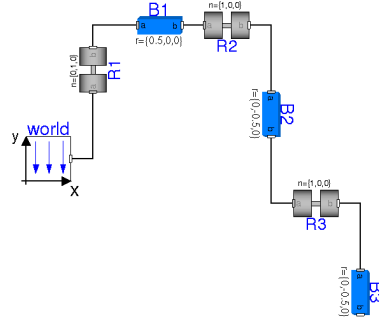 B1
a b
r={0.5,0,0}
n={1,0,0}
a b
R2
b
a
n={0,1,0}
R1
a
b
r={0,-0.5,0}
B2
world
y
x
n={1,0,0}
a b
R3
a
b
r={0,-0.5,0}
B3